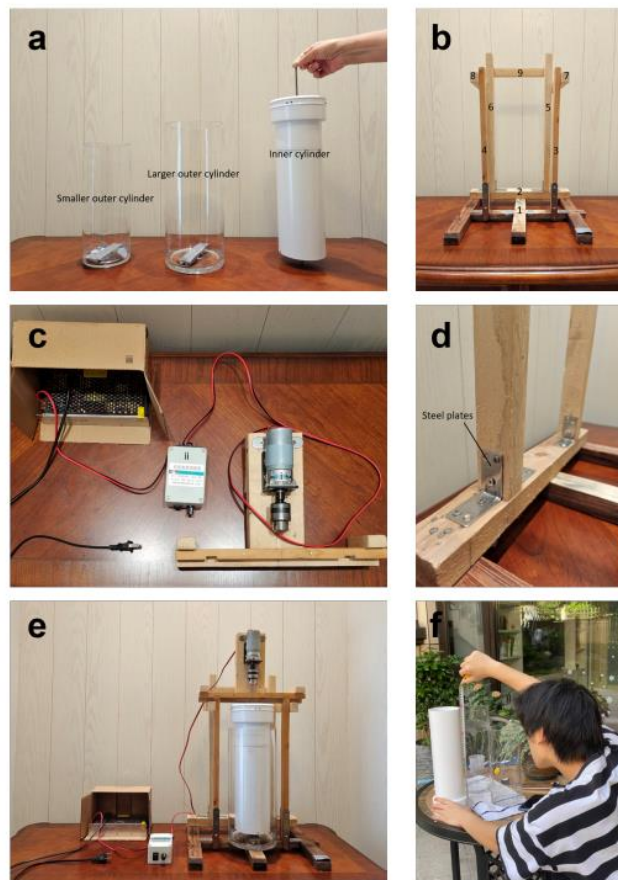 a
Smaller outer cylinder
Larger outer cylinder
Inner cylinder
b
8
9
7
6
5
4
3
2
1
c
ii
d
Steel plates
e
f